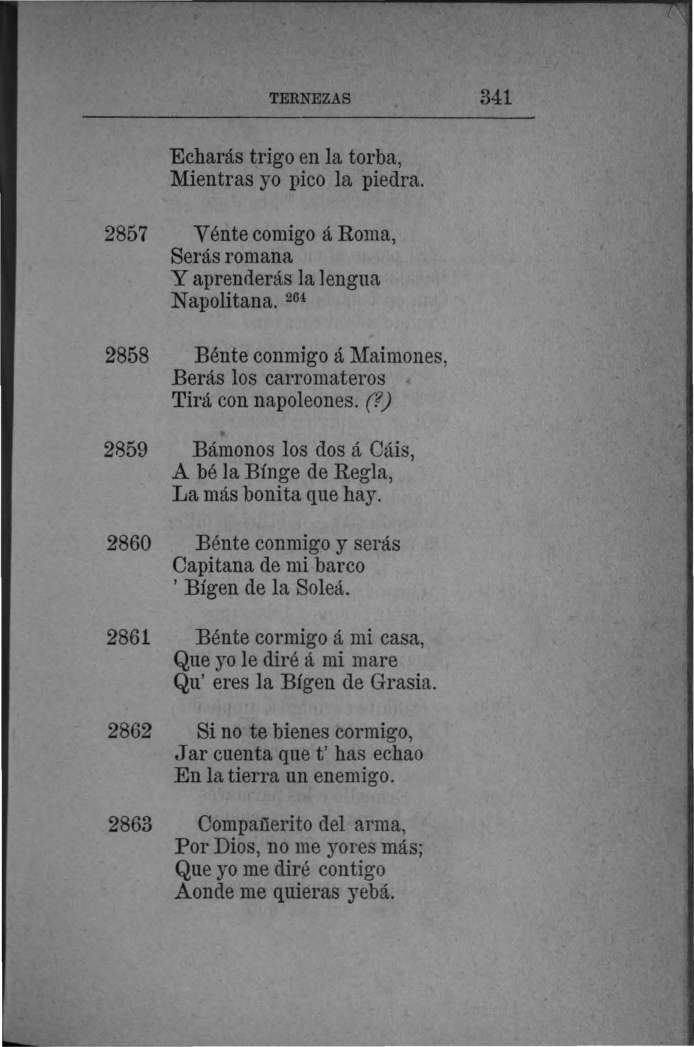 TERNEZAS 341
Echarás trigo en la torba,
Mientras yo pico la piedra.
2857 Vénte comigo á Roma,
Serás romana
Y aprenderás la lengua
Napolitana. 264
2858 Bénte conmigo á Maimones,
Berás los carromateros
Tirá con napoleones. (?)
2859 Bámonos los dos á Cáis,
A bé la Bínge de Regla,
La más bonita que hay.
2860 Bénte conmigo y serás
Capitana de mi barco
' Bígen de la Soleá.
2861 Bénte cormigo á mi casa,
Que yo le diré á mi mare
Qu' eres la Bígen de Grasia.
2862 Si no te bienes cormigo,
Jar cuenta que t' has echao
En la tierra un enemigo.
2863 Compañerito del arma,
Por Dios, no me yores más;
Que yo me diré contigo
Aonde me quieras yebá.